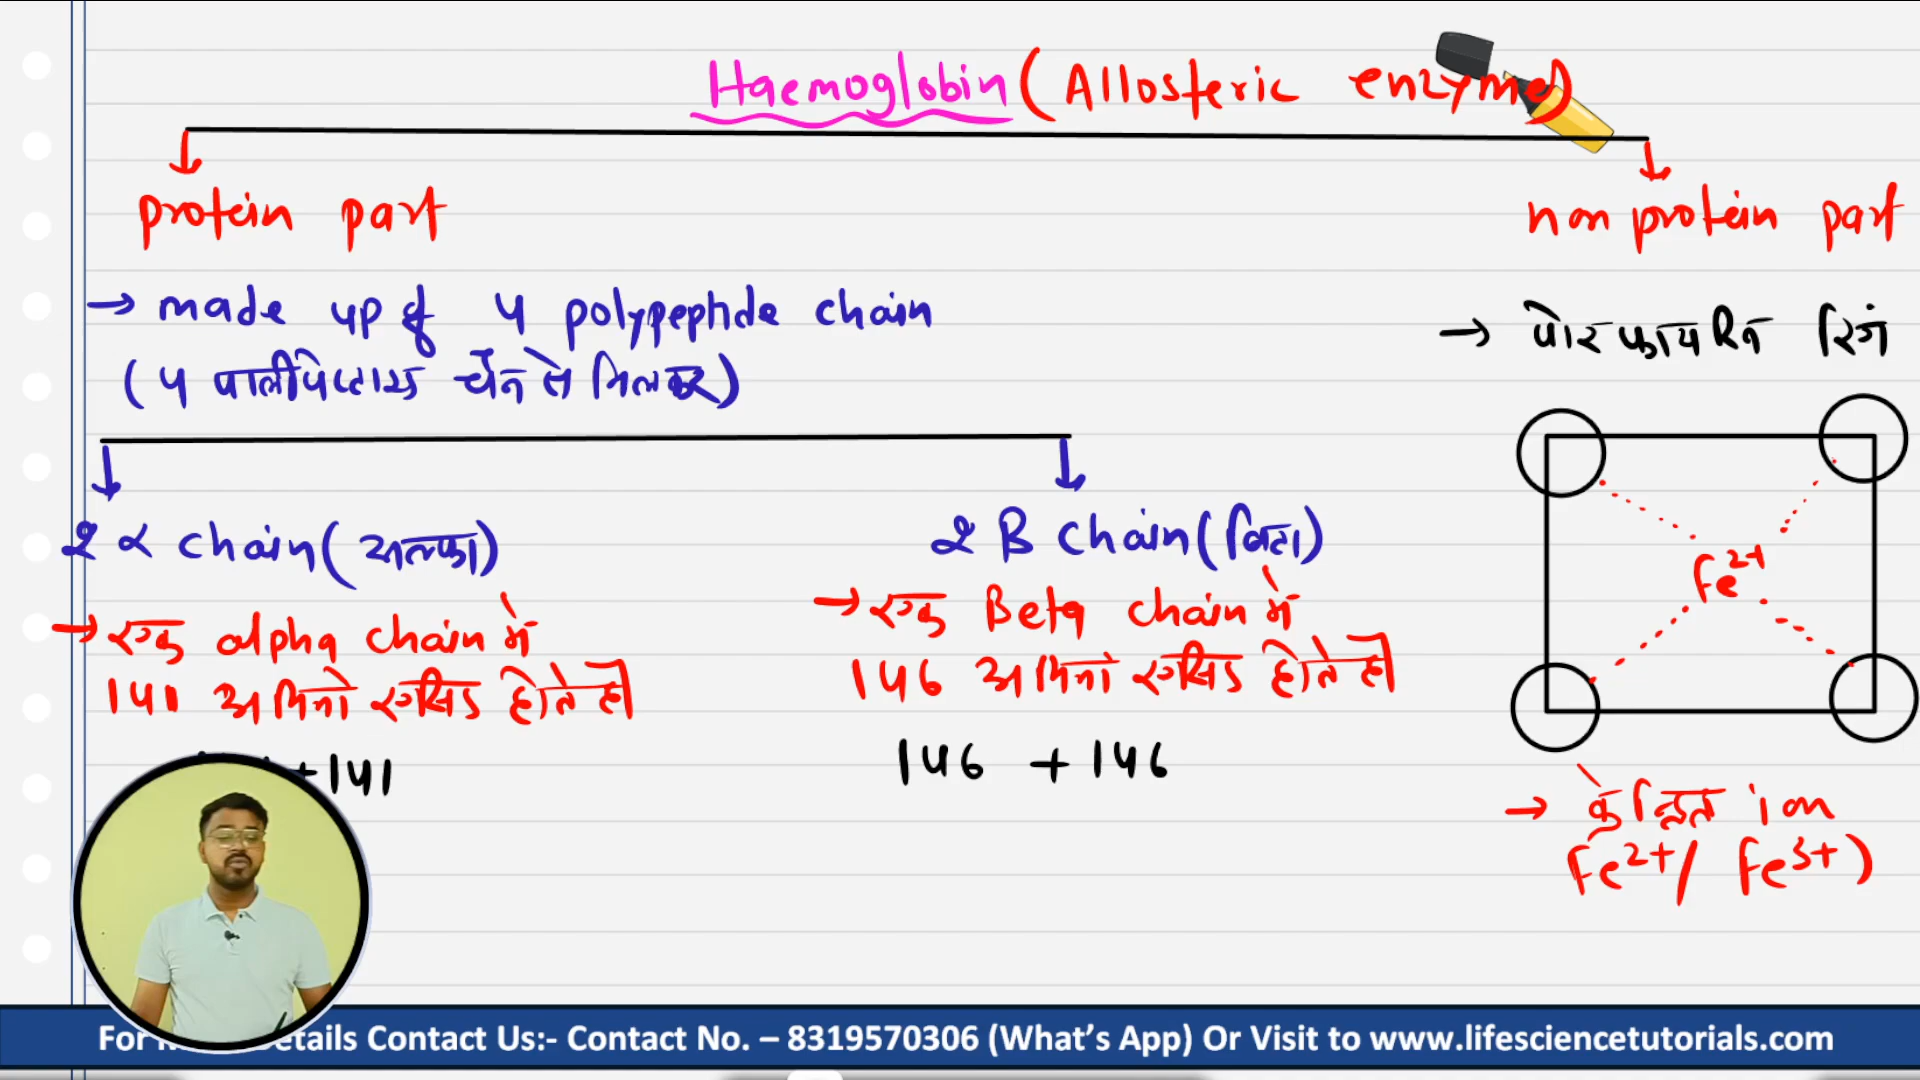 Haemoglobin (Allosteric enzyme)
protein part
non protein part
→ made up of 4 polypeptide chain
(4 पालीपेप्टाइड चैन से मिलकर)
→ पोरफायरिन रिंग
2 α chain (अल्फा)
2 B chain (बिटा)
→ एक alpha chain में
141 अमिनो एसिड होते है
→ एक Beta chain में
146 अमिनो एसिड होते है
Fe2+
+ 141
146 + 146
→ ion
Fe2+/ Fe3+)
For Details Contact Us:- Contact No. – 8319570306 (What's App) Or Visit to www.lifesciencetutorials.com